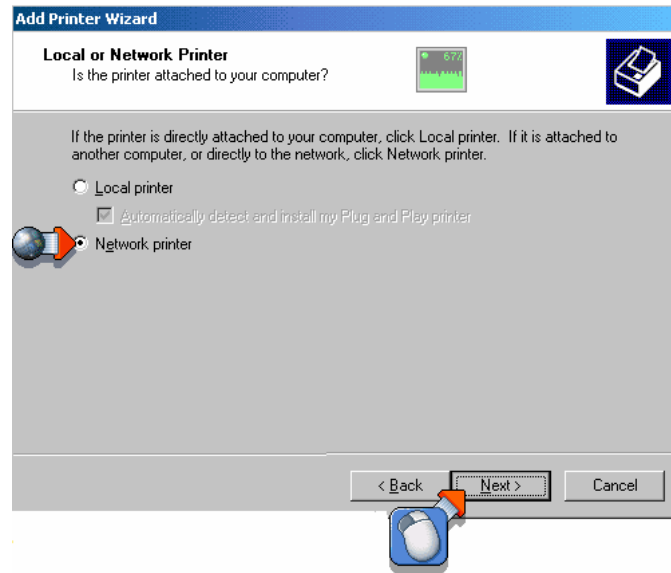 Add Printer Wizard
Local or Network Printer
Is the printer attached to your computer?
67%
If the printer is directly attached to your computer, click Local printer. If it is attached to
another computer, or directly to the network, click Network printer.
Local printer
Automatically detect and install my Plug and Play printer
Network printer
< Back
Next >
Cancel